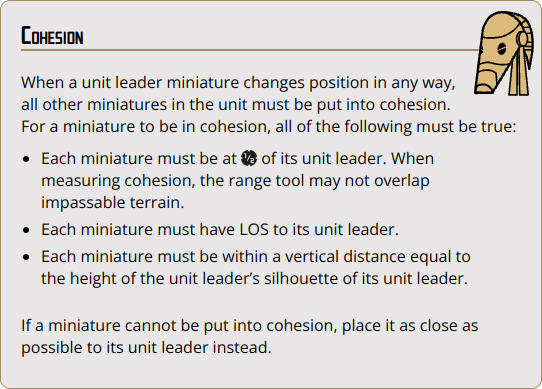 COHESION
When a unit leader miniature changes position in any way,
all other miniatures in the unit must be put into cohesion.
For a miniature to be in cohesion, all of the following must be true:
• Each miniature must be at ½ of its unit leader. When
measuring cohesion, the range tool may not overlap
impassable terrain.
• Each miniature must have LOS to its unit leader.
• Each miniature must be within a vertical distance equal to
the height of the unit leader’s silhouette of its unit leader.
If a miniature cannot be put into cohesion, place it as close as
possible to its unit leader instead.